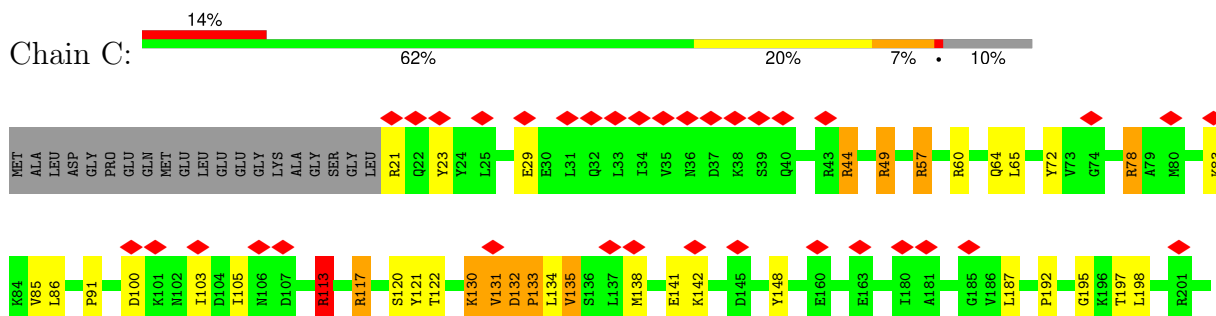 14%
Chain C:
62% 20% 7% • 10%
MET ALA LEU ASP GLY PRO GLU GLN MET GLU LEU GLU GLU GLY LYS ALA GLY SER GLY LEU R21 Q22 Y23 Y24 L25 E29 E30 L31 Q32 L33 I34 V35 N36 D37 K38 S39 Q40 R43 R44 R49 R57 R60 Q64 L65 Y72 V73 G74 R78 A79 M80 K83
K84 V85 L86 P91 D100 K101 N102 I103 D104 I105 N106 D107 R113 R117 S120 Y121 T122 K130 V131 D132 P133 L134 V135 S136 L137 M138 E141 K142 D145 Y148 E160 E163 I180 A181 G185 V186 L187 P192 G195 K196 T197 L198 R201